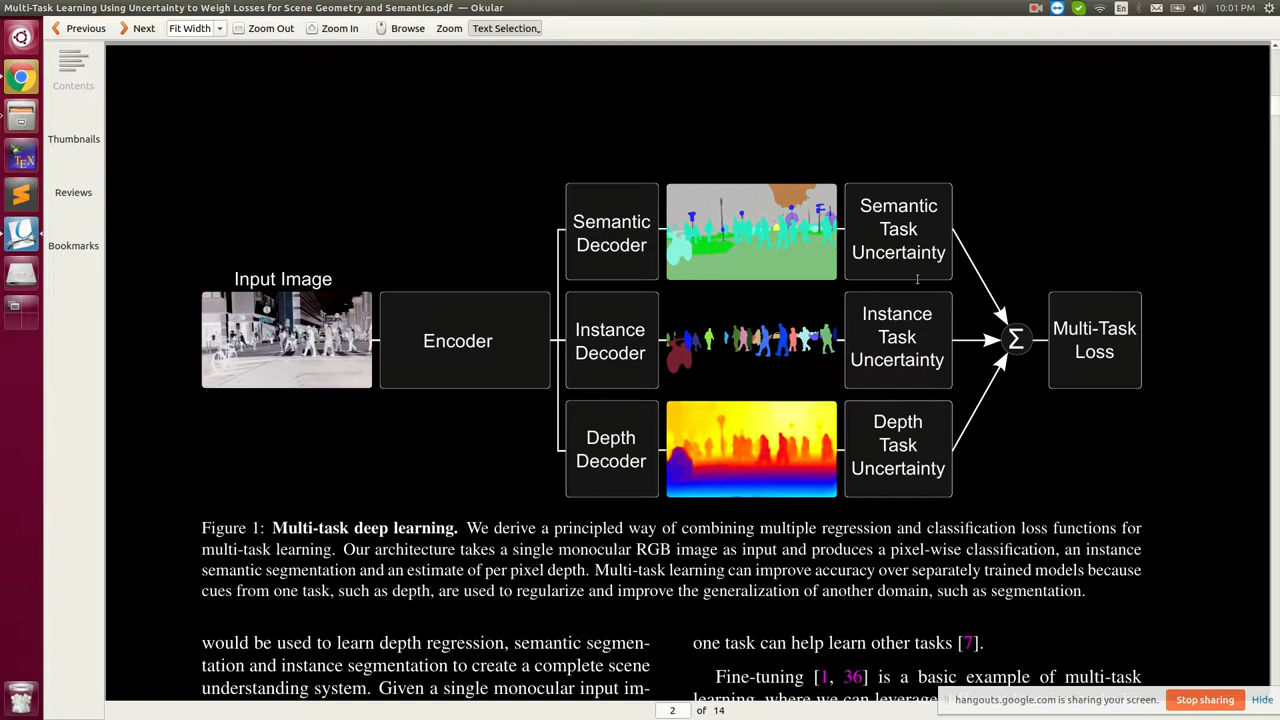 Multi-Task Learning Using Uncertainty to Weigh Losses for Scene Geometry and Semantics.pdf — Okular
En
10:01 PM
Previous
Next
Fit Width
Zoom Out
Zoom In
Browse
Zoom
Text Selection
Contents
Thumbnails
Reviews
Bookmarks
TEX
Input Image
Encoder
Semantic
Decoder
Semantic
Task
Uncertainty
Instance
Decoder
Instance
Task
Uncertainty
Depth
Decoder
Depth
Task
Uncertainty
Σ
Multi-Task
Loss
Figure 1: Multi-task deep learning. We derive a principled way of combining multiple regression and classification loss functions for
multi-task learning. Our architecture takes a single monocular RGB image as input and produces a pixel-wise classification, an instance
semantic segmentation and an estimate of per pixel depth. Multi-task learning can improve accuracy over separately trained models because
cues from one task, such as depth, are used to regularize and improve the generalization of another domain, such as segmentation.
would be used to learn depth regression, semantic segmen-
tation and instance segmentation to create a complete scene
understanding system. Given a single monocular input im-
one task can help learn other tasks [7].
Fine-tuning [1, 36] is a basic example of multi-task
learning, where we can leverage
hangouts.google.com is sharing your screen.
Stop sharing
Hide
2 of 14